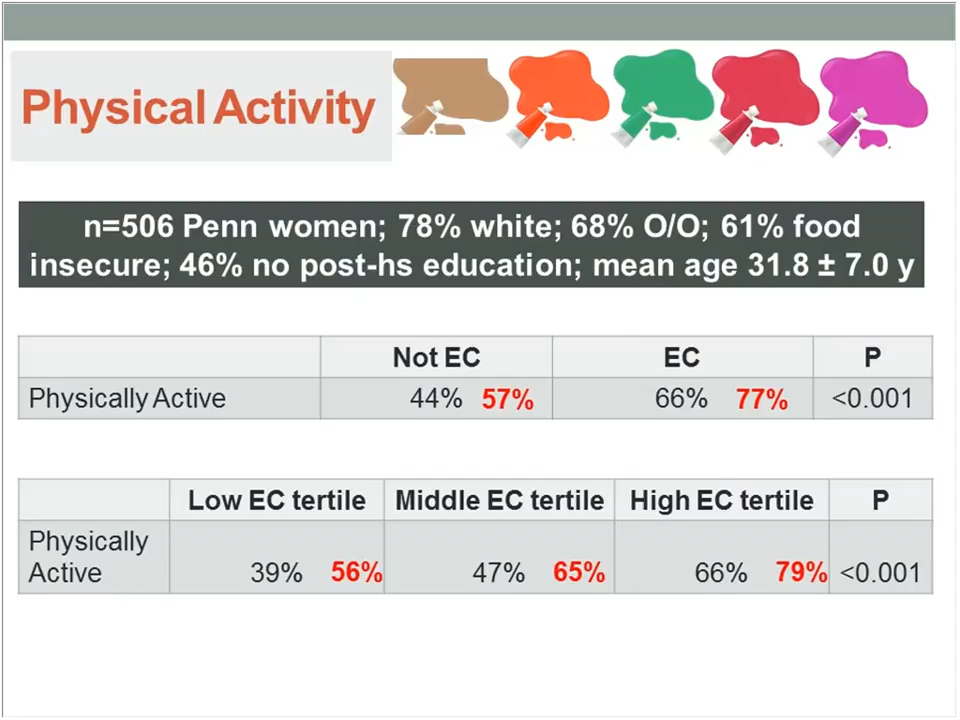 Physical Activity
n=506 Penn women; 78% white; 68% O/O; 61% food
insecure; 46% no post-hs education; mean age 31.8 ± 7.0 y
Not EC EC P
Physically Active 44% 57% 66% 77% <0.001
Low EC tertile Middle EC tertile High EC tertile P
Physically
Active 39% 56% 47% 65% 66% 79% <0.001